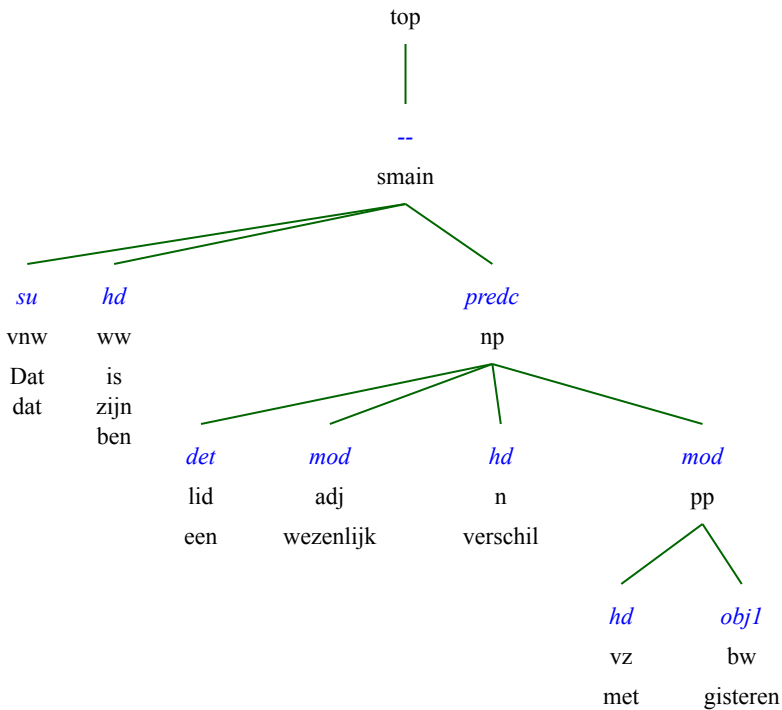 top
--
smain
su hd predc
vnw ww np
Dat is
dat zijn
ben
det mod hd mod
lid adj n pp
een wezenlijk verschil
hd obj1
vz bw
met gisteren